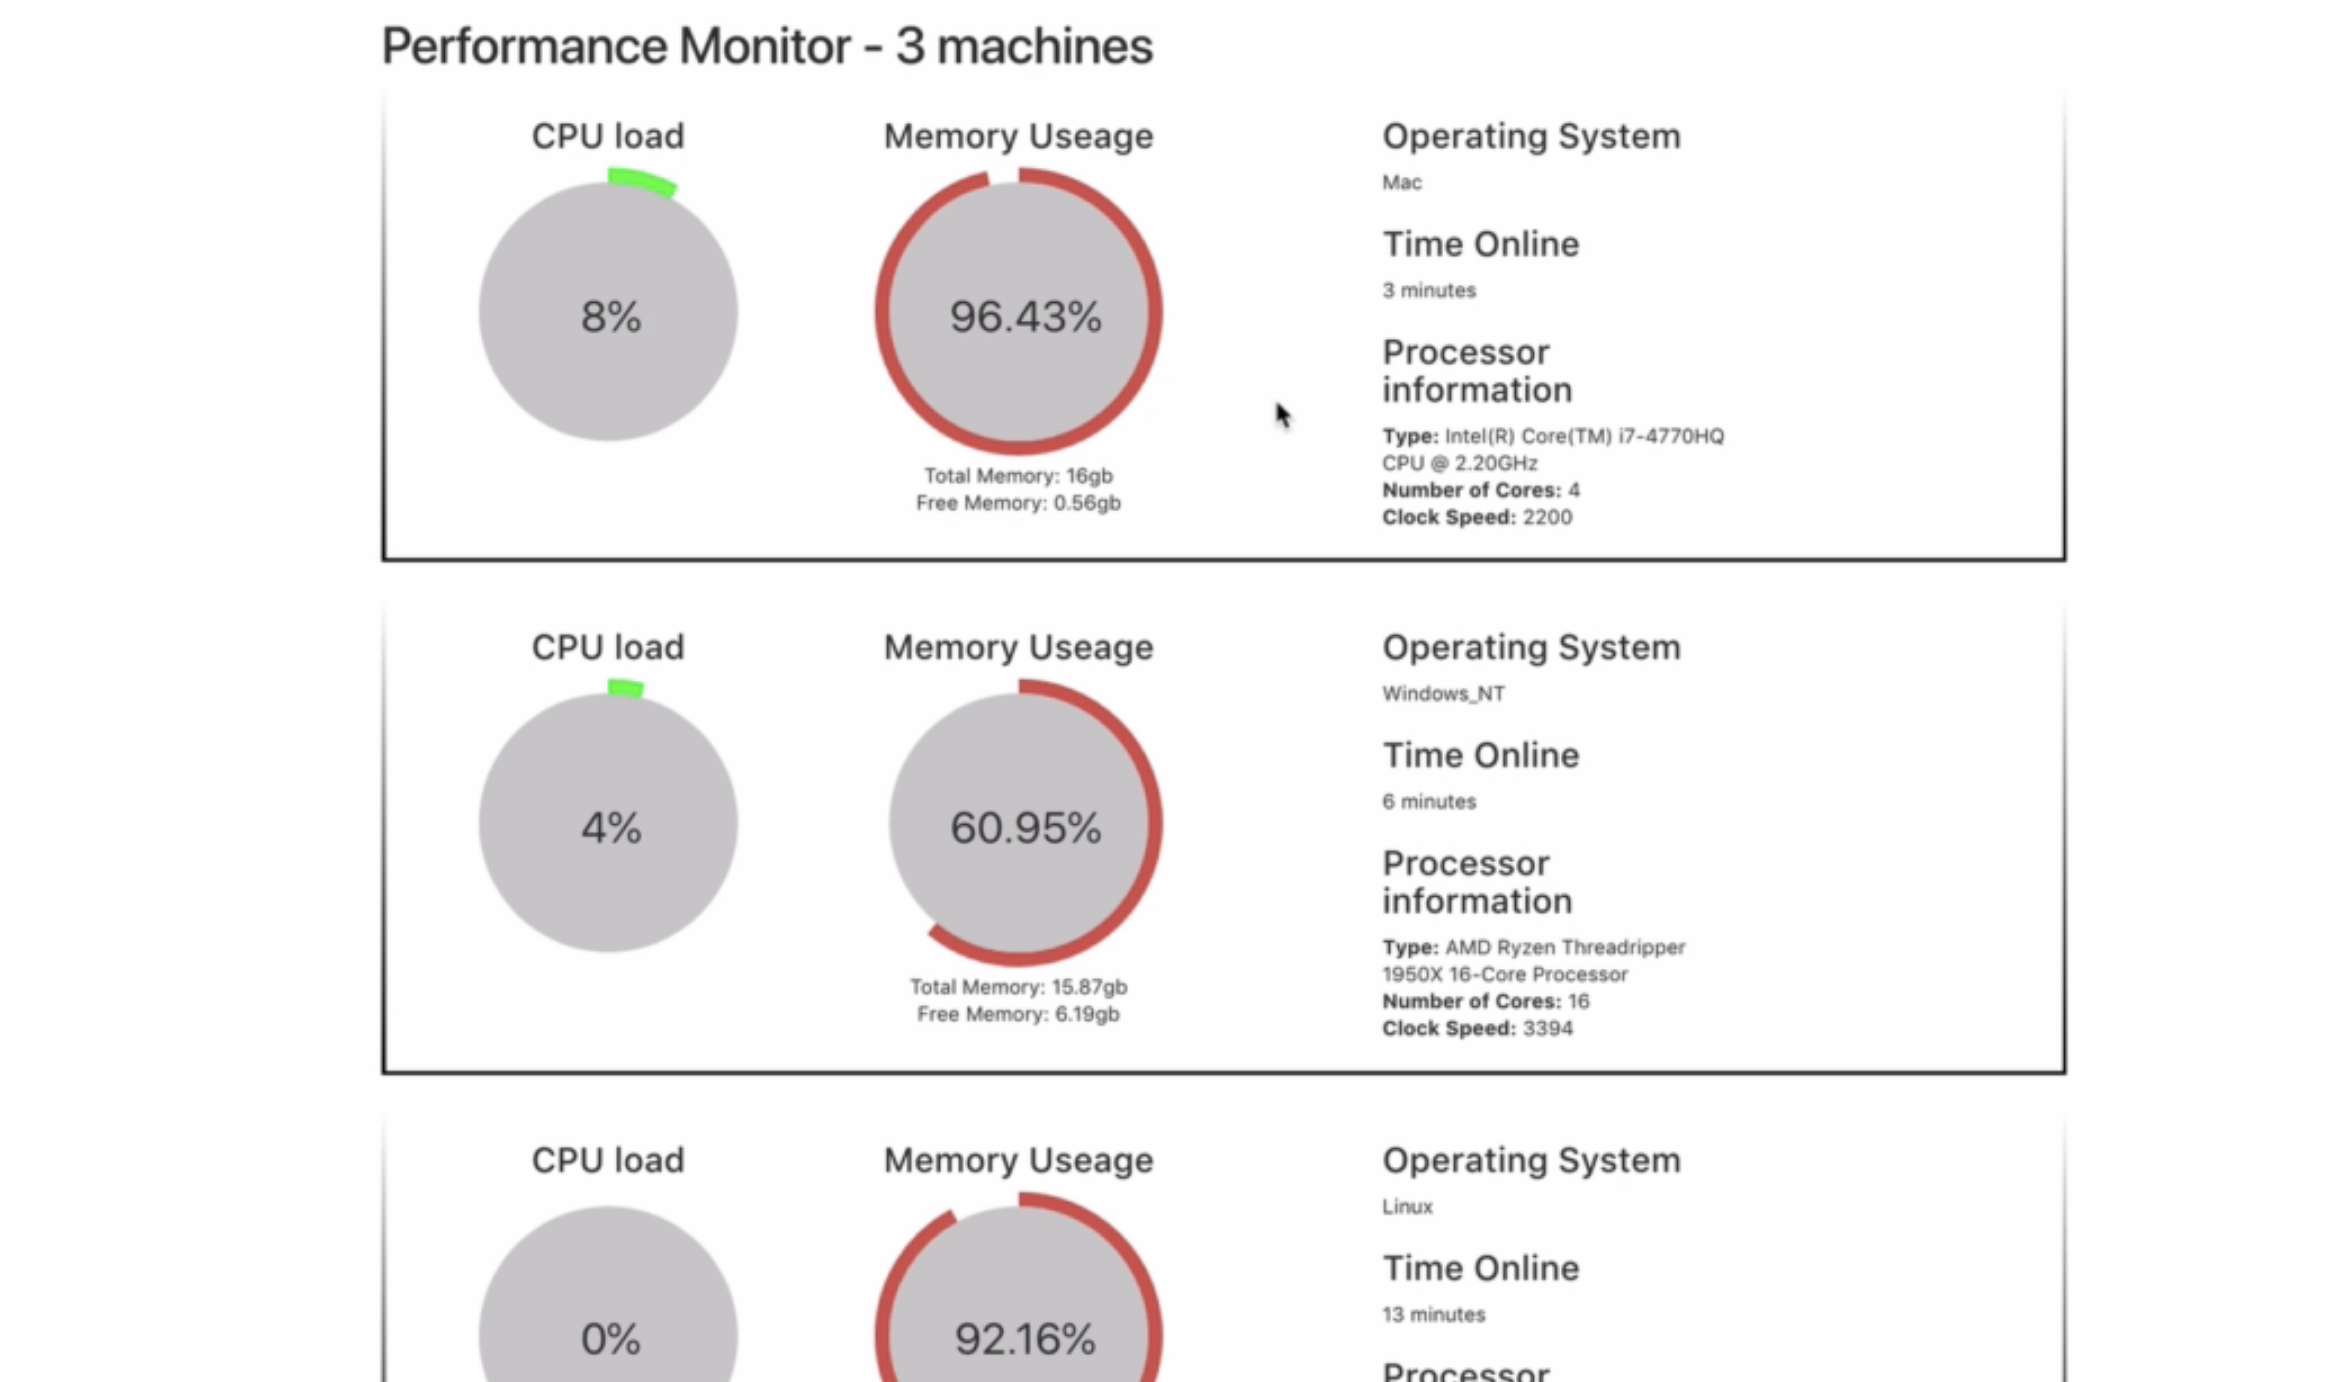 Performance Monitor - 3 machines
CPU load
8%
Memory Useage
96.43%
Total Memory: 16gb
Free Memory: 0.56gb
Operating System
Mac
Time Online
3 minutes
Processor
information
Type: Intel(R) Core(TM) i7-4770HQ
CPU @ 2.20GHz
Number of Cores: 4
Clock Speed: 2200
CPU load
4%
Memory Useage
60.95%
Total Memory: 15.87gb
Free Memory: 6.19gb
Operating System
Windows_NT
Time Online
6 minutes
Processor
information
Type: AMD Ryzen Threadripper
1950X 16-Core Processor
Number of Cores: 16
Clock Speed: 3394
CPU load
0%
Memory Useage
92.16%
Operating System
Linux
Time Online
13 minutes
Processor